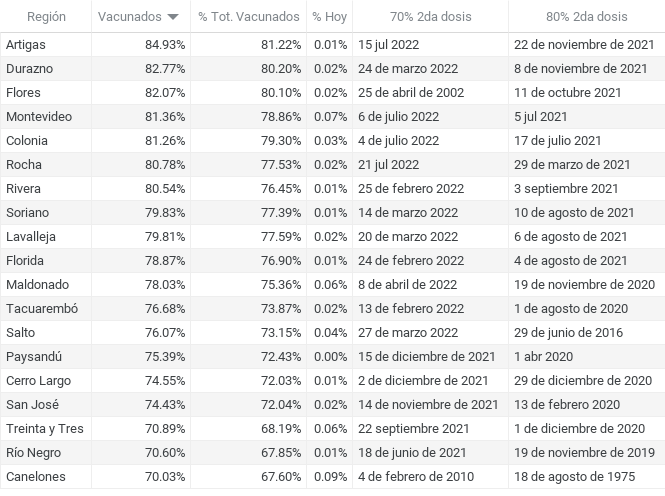 Región Vacunados % Tot. Vacunados % Hoy 70% 2da dosis 80% 2da dosis
Artigas 84.93% 81.22% 0.01% 15 jul 2022 22 de noviembre de 2021
Durazno 82.77% 80.20% 0.02% 24 de marzo 2022 8 de noviembre de 2021
Flores 82.07% 80.10% 0.02% 25 de abril de 2002 11 de octubre 2021
Montevideo 81.36% 78.86% 0.07% 6 de julio 2022 5 jul 2021
Colonia 81.26% 79.30% 0.03% 4 de julio 2022 17 de julio 2021
Rocha 80.78% 77.53% 0.02% 21 jul 2022 29 de marzo de 2021
Rivera 80.54% 76.45% 0.01% 25 de febrero 2022 3 septiembre 2021
Soriano 79.83% 77.39% 0.01% 14 de marzo 2022 10 de agosto de 2021
Lavalleja 79.81% 77.59% 0.02% 20 de marzo 2022 6 de agosto de 2021
Florida 78.87% 76.90% 0.01% 24 de febrero 2022 4 de agosto de 2021
Maldonado 78.03% 75.36% 0.06% 8 de abril de 2022 19 de noviembre de 2020
Tacuarembó 76.68% 73.87% 0.02% 13 de febrero 2022 1 de agosto de 2020
Salto 76.07% 73.15% 0.04% 27 de marzo 2022 29 de junio de 2016
Paysandú 75.39% 72.43% 0.00% 15 de diciembre de 2021 1 abr 2020
Cerro Largo 74.55% 72.03% 0.01% 2 de diciembre de 2021 29 de diciembre de 2020
San José 74.43% 72.04% 0.02% 14 de noviembre de 2021 13 de febrero 2020
Treinta y Tres 70.89% 68.19% 0.06% 22 septiembre 2021 1 de diciembre de 2020
Río Negro 70.60% 67.85% 0.01% 18 de junio de 2021 19 de noviembre de 2019
Canelones 70.03% 67.60% 0.09% 4 de febrero de 2010 18 de agosto de 1975